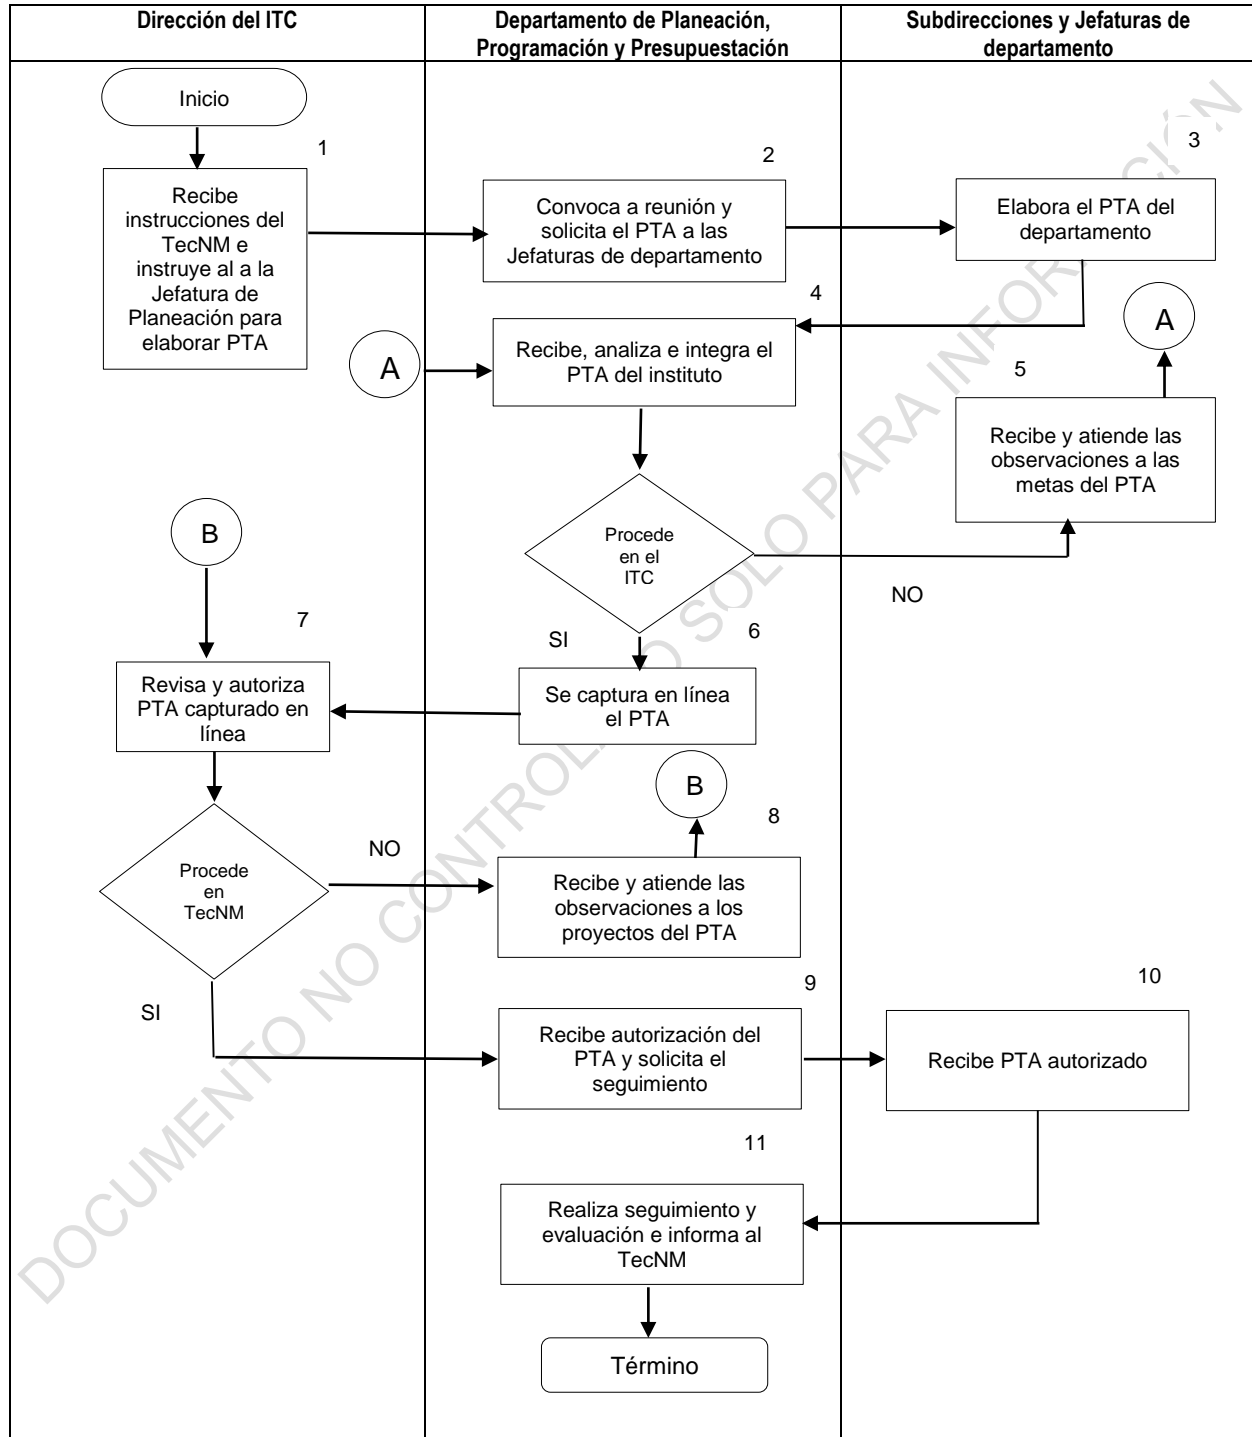 Dirección del ITC
Departamento de Planeación,
Programación y Presupuestación
Subdirecciones y Jefaturas de
departamento
Inicio
1
Recibe
instrucciones del
TecNM e
instruye al a la
Jefatura de
Planeación para
elaborar PTA
2
Convoca a reunión y
solicita el PTA a las
Jefaturas de departamento
3
Elabora el PTA del
departamento
4
A
Recibe, analiza e integra el
PTA del instituto
A
5
Recibe y atiende las
observaciones a las
metas del PTA
Procede
en el
ITC
NO
SI
B
6
Se captura en línea
el PTA
7
Revisa y autoriza
PTA capturado en
línea
B
Procede
en
TecNM
NO
8
Recibe y atiende las
observaciones a los
proyectos del PTA
SI
9
Recibe autorización del
PTA y solicita el
seguimiento
10
Recibe PTA autorizado
11
Realiza seguimiento y
evaluación e informa al
TecNM
Término
DOCUMENTO NO CONTROLADO SOLO PARA INFORMACIÓN